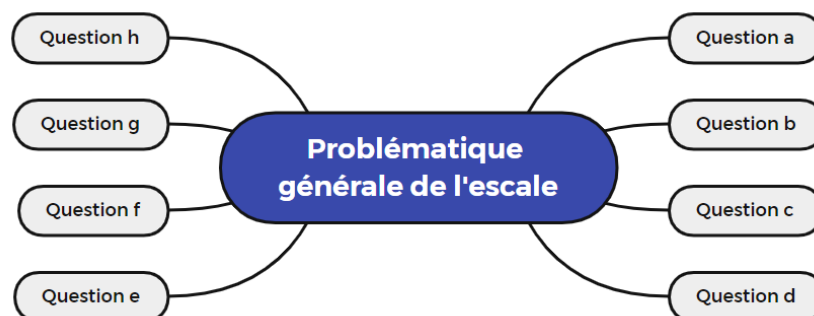 Problématique
générale de l'escale
Question a
Question b
Question c
Question d
Question e
Question f
Question g
Question h